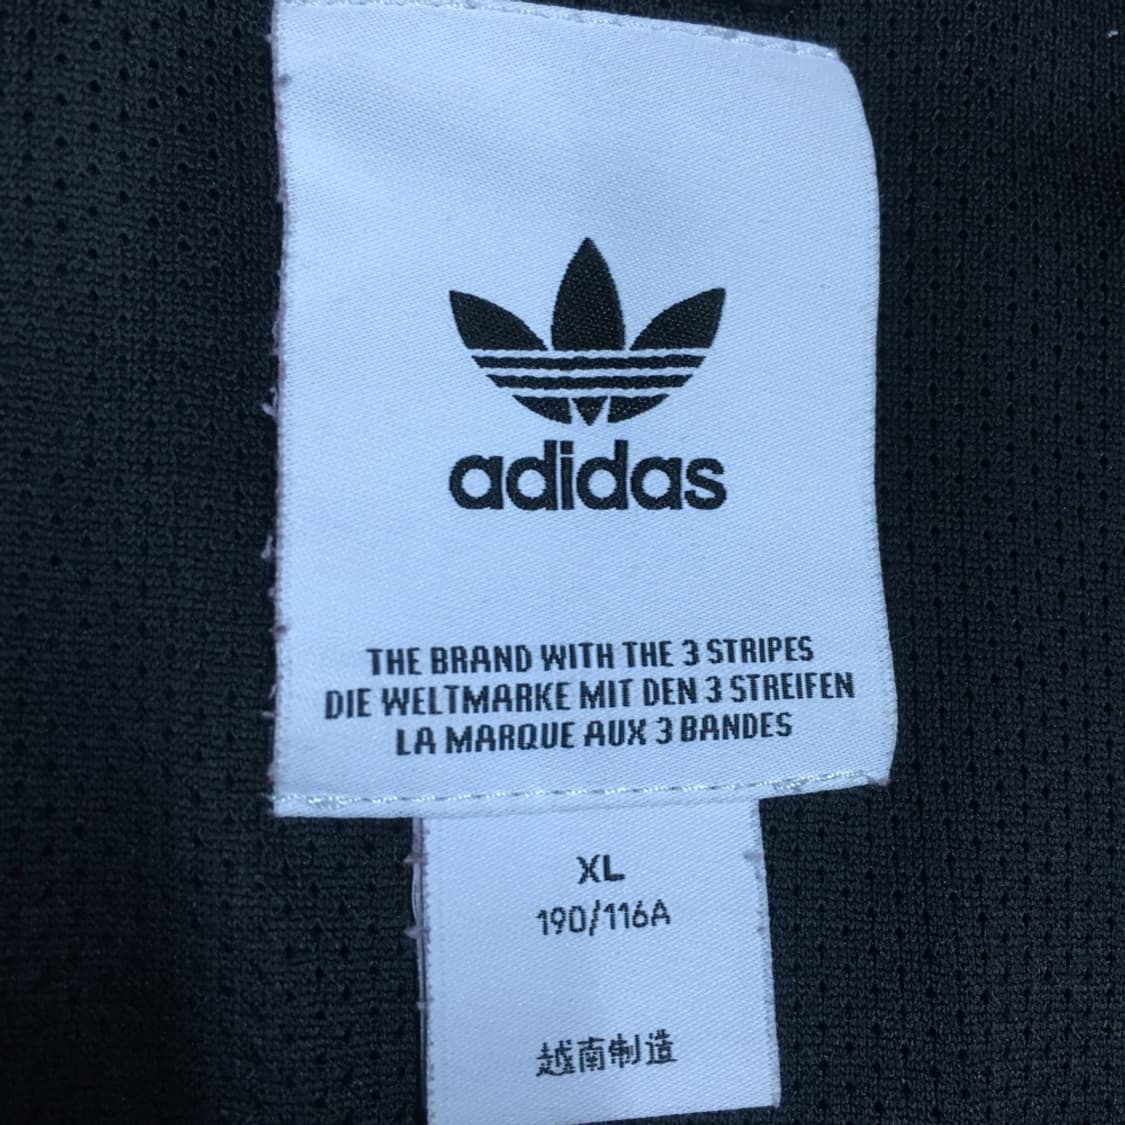 adidas
THE BRAND WITH THE 3 STRIPES
DIE WELTMARKE MIT DEN 3 STREIFEN
LA MARQUE AUX 3 BANDES
XL
190/116A
越南制造